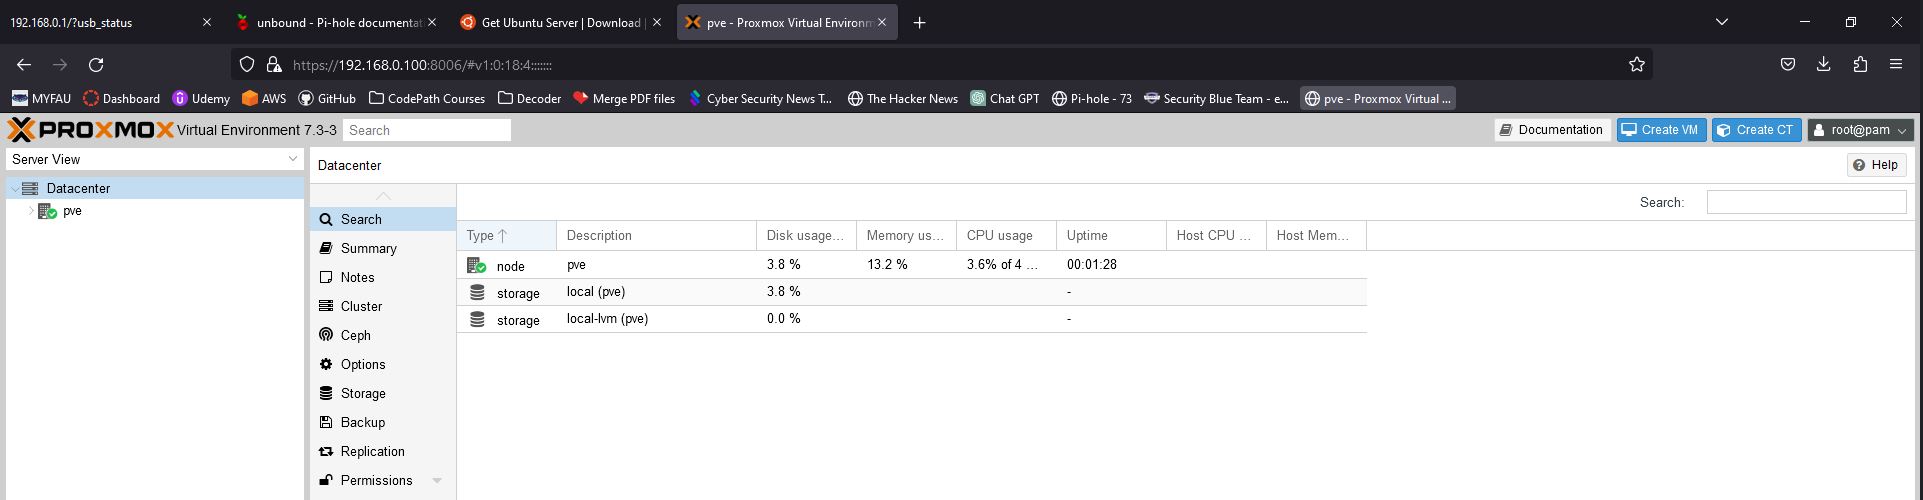 192.168.0.1/?usb_status
unbound - Pi-hole documentat
Get Ubuntu Server | Download |
pve - Proxmox Virtual Environm
https://192.168.0.100:8006/#v1:0:18:4:::::::
MYFAU
Dashboard
Udemy
AWS
GitHub
CodePath Courses
Decoder
Merge PDF files
Cyber Security News T...
The Hacker News
Chat GPT
Pi-hole - 73
Security Blue Team - e...
pve - Proxmox Virtual ...
PROXMOX Virtual Environment 7.3-3
Search
Documentation
Create VM
Create CT
root@pam
Server View
Datacenter
pve
Datacenter
Help
Search
Summary
Notes
Cluster
Ceph
Options
Storage
Backup
Replication
Permissions
Search:
Type Description Disk usage... Memory us... CPU usage Uptime Host CPU ... Host Mem...
node pve 3.8 % 13.2 % 3.6% of 4 ... 00:01:28
storage local (pve) 3.8 % -
storage local-lvm (pve) 0.0 % -